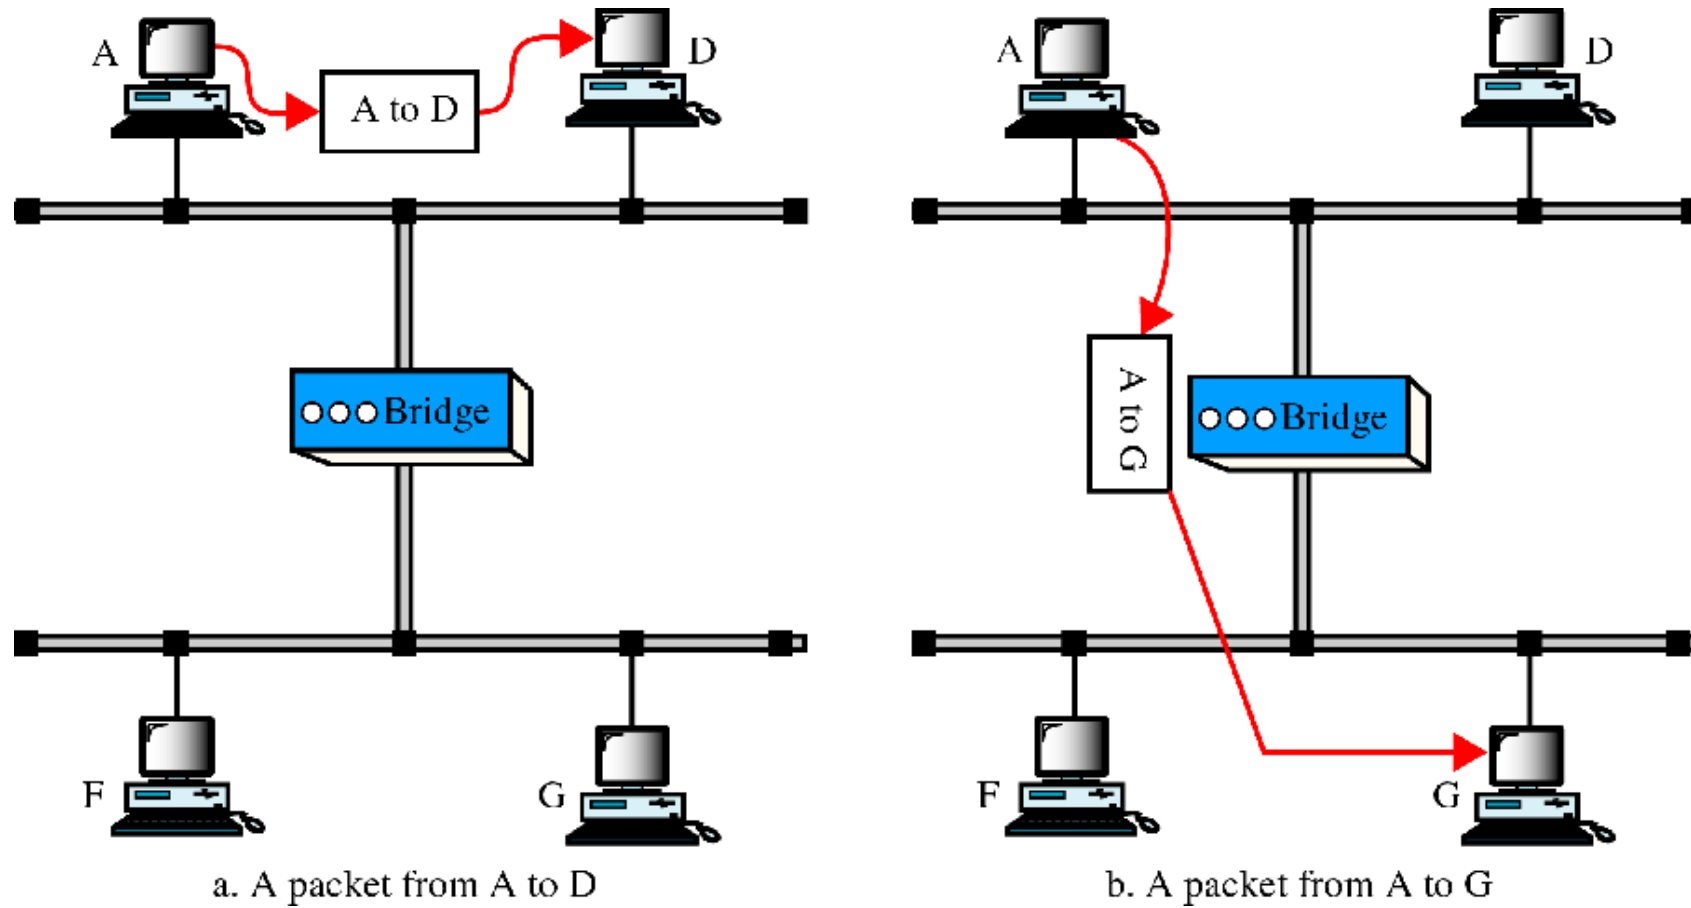 A
A to D
D
Bridge
F
G
a. A packet from A to D
A
D
A to G
Bridge
F
G
b. A packet from A to G